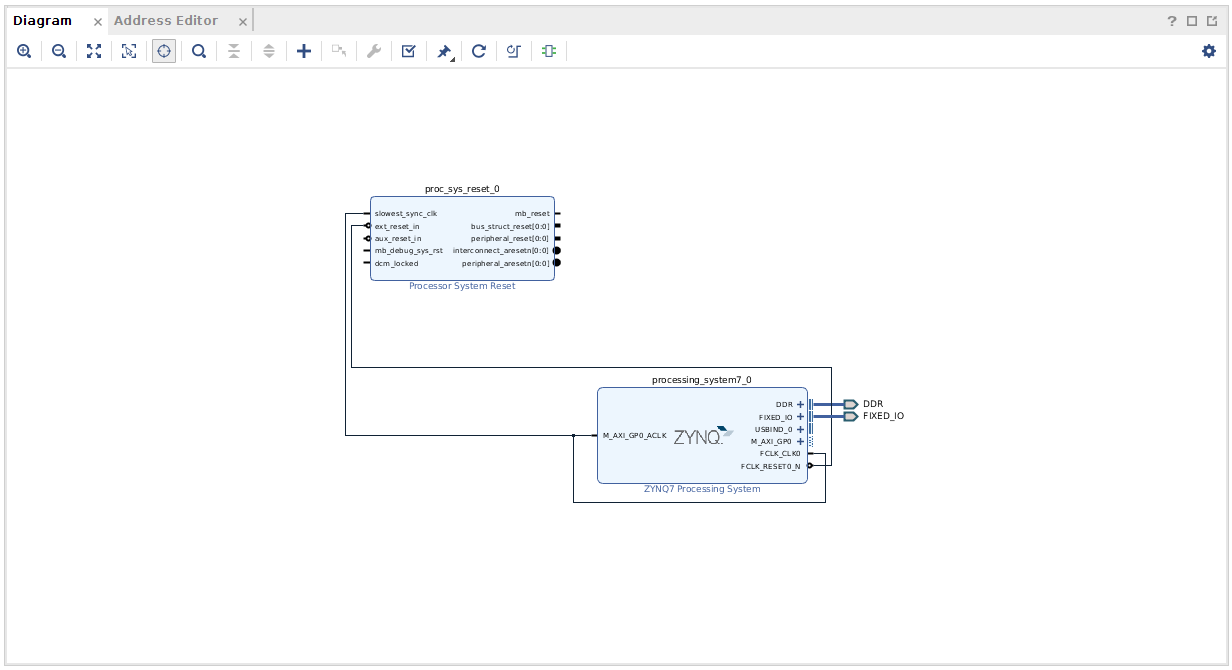 Diagram × Address Editor ×
?
proc_sys_reset_0
slowest_sync_clk mb_reset
ext_reset_in bus_struct_reset[0:0]
aux_reset_in peripheral_reset[0:0]
mb_debug_sys_rst interconnect_aresetn[0:0]
dcm_locked peripheral_aresetn[0:0]
Processor System Reset
processing_system7_0
DDR
FIXED_IO
USBIND_0
M_AXI_GP0_ACLK
ZYNQ
M_AXI_GP0
FCLK_CLK0
FCLK_RESET0_N
ZYNQ7 Processing System
DDR
FIXED_IO